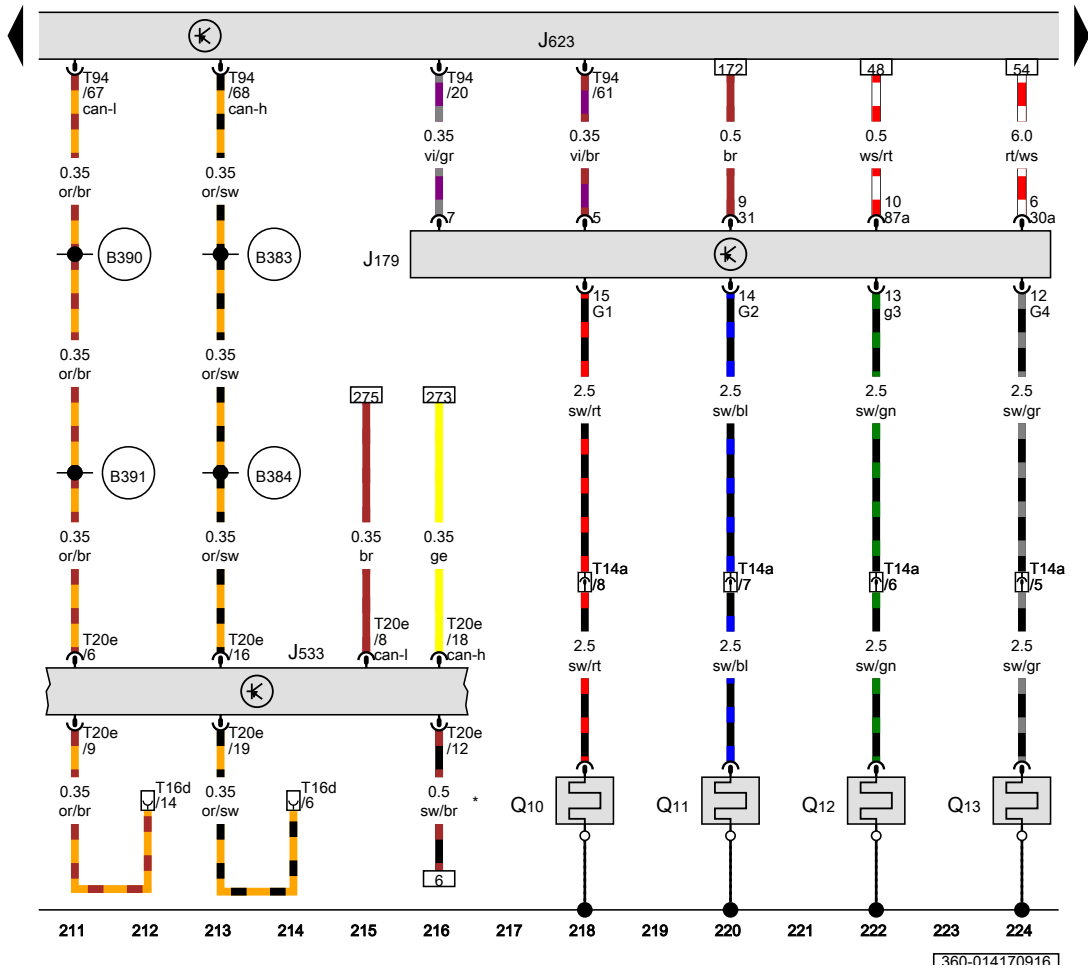 J623
172
48
54
T94
/67
can-l
T94
/68
can-h
T94
/20
T94
/61
0.35
vi/gr
0.35
vi/br
0.5
br
0.5
ws/rt
6.0
rt/ws
0.35
or/br
0.35
or/sw
7
5
9
31
10
87a
6
30a
B390
B383
J179
15
G1
14
G2
13
g3
12
G4
0.35
or/br
0.35
or/sw
275
273
2.5
sw/rt
2.5
sw/bl
2.5
sw/gn
2.5
sw/gr
B391
B384
0.35
or/br
0.35
or/sw
0.35
br
0.35
ge
T14a
/8
T14a
/7
T14a
/6
T14a
/5
T20e
/6
T20e
/16
J533
T20e
/8
can-l
T20e
/18
can-h
2.5
sw/rt
2.5
sw/bl
2.5
sw/gn
2.5
sw/gr
T20e
/9
T20e
/19
T20e
/12
0.35
or/br
T16d
/14
0.35
or/sw
T16d
/6
0.5
sw/br
*
Q10
Q11
Q12
Q13
6
211 212 213 214 215 216 217 218 219 220 221 222 223 224
360-014170916